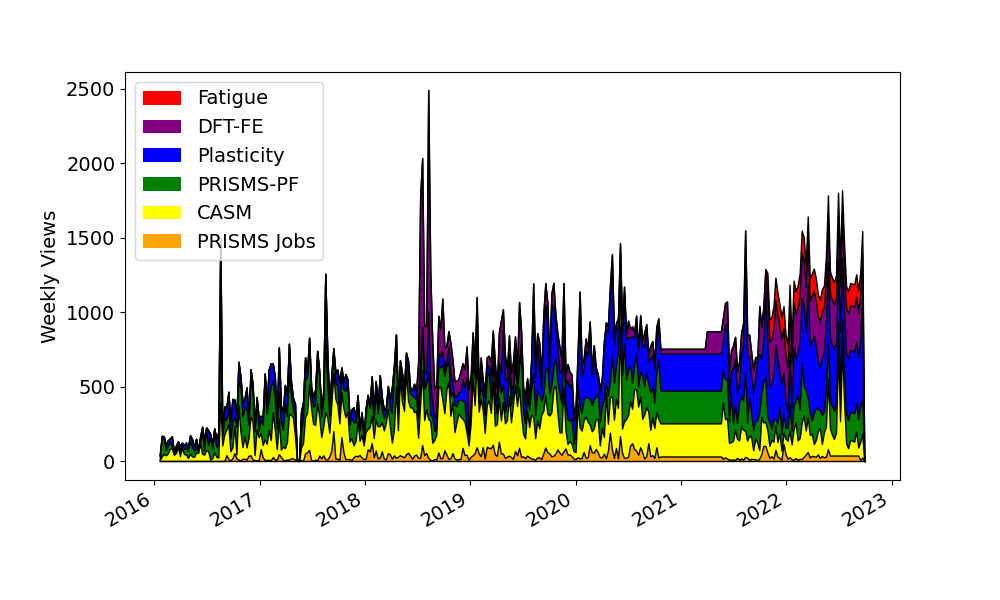 2500
2000
1500
1000
500
0
Weekly Views
Fatigue
DFT-FE
Plasticity
PRISMS-PF
CASM
PRISMS Jobs
2016
2017
2018
2019
2020
2021
2022
2023